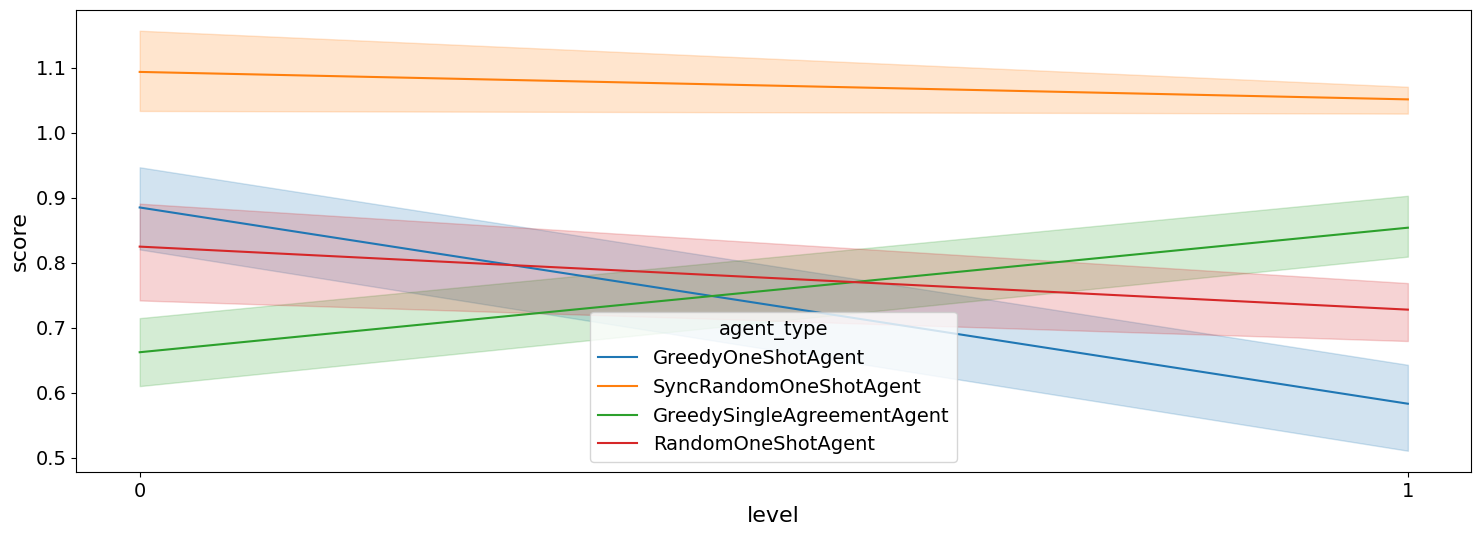 1.1
1.0
0.9
0.8
0.7
0.6
0.5
score
agent_type
GreedyOneShotAgent
SyncRandomOneShotAgent
GreedySingleAgreementAgent
RandomOneShotAgent
0 1
level